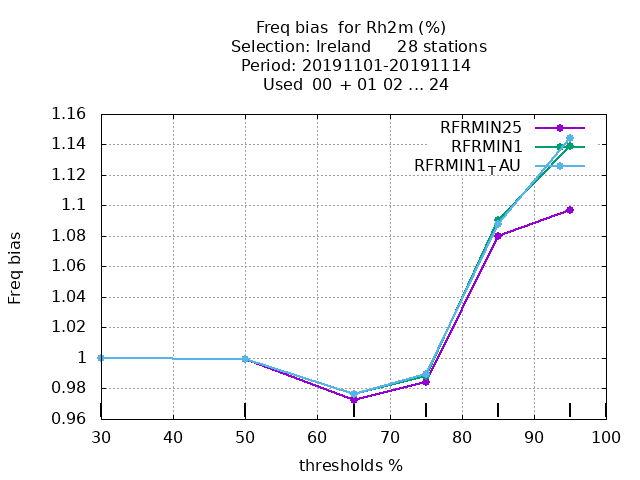 Freq bias  for Rh2m (%)
Selection: Ireland     28 stations
Period: 20191101-20191114
Used  00  + 01 02 ... 24
RFRMIN25
RFRMIN1
RFRMIN1TAU
1.16
1.14
1.12
1.1
1.08
1.06
1.04
1.02
1
0.98
0.96
Freq bias
30 40 50 60 70 80 90 100
thresholds %